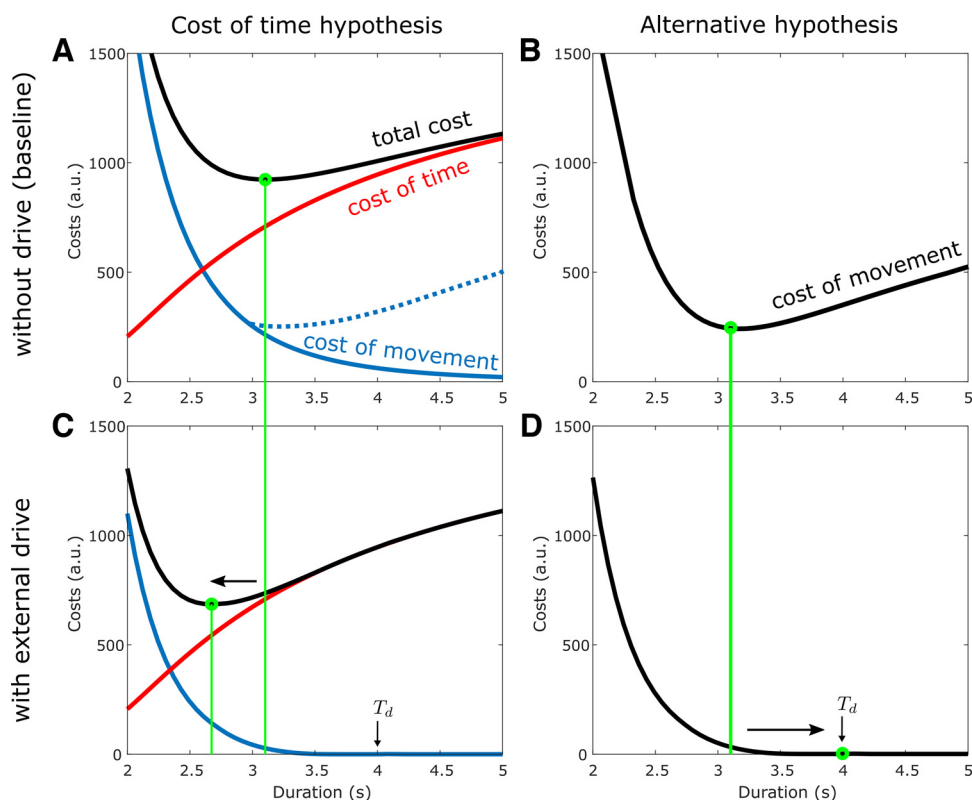 Cost of time hypothesis
Alternative hypothesis
without drive (baseline)
with external drive
A
1500
1000
500
0
Costs (a.u.)
total cost
cost of time
cost of movement
2 2.5 3 3.5 4 4.5 5
B
1500
1000
500
0
Costs (a.u.)
cost of movement
2 2.5 3 3.5 4 4.5 5
C
1500
1000
500
0
Costs (a.u.)
T_d
2 2.5 3 3.5 4 4.5 5
Duration (s)
D
1500
1000
500
0
Costs (a.u.)
T_d
2 2.5 3 3.5 4 4.5 5
Duration (s)